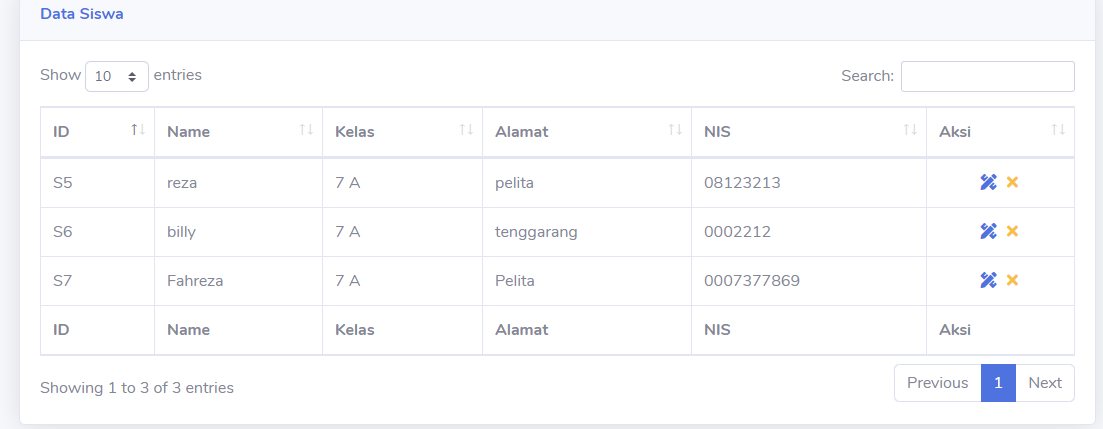 Data Siswa
Show 10 entries Search:
ID Name Kelas Alamat NIS Aksi
S5 reza 7 A pelita 08123213
S6 billy 7 A tenggarang 0002212
S7 Fahreza 7 A Pelita 0007377869
ID Name Kelas Alamat NIS Aksi
Showing 1 to 3 of 3 entries Previous 1 Next